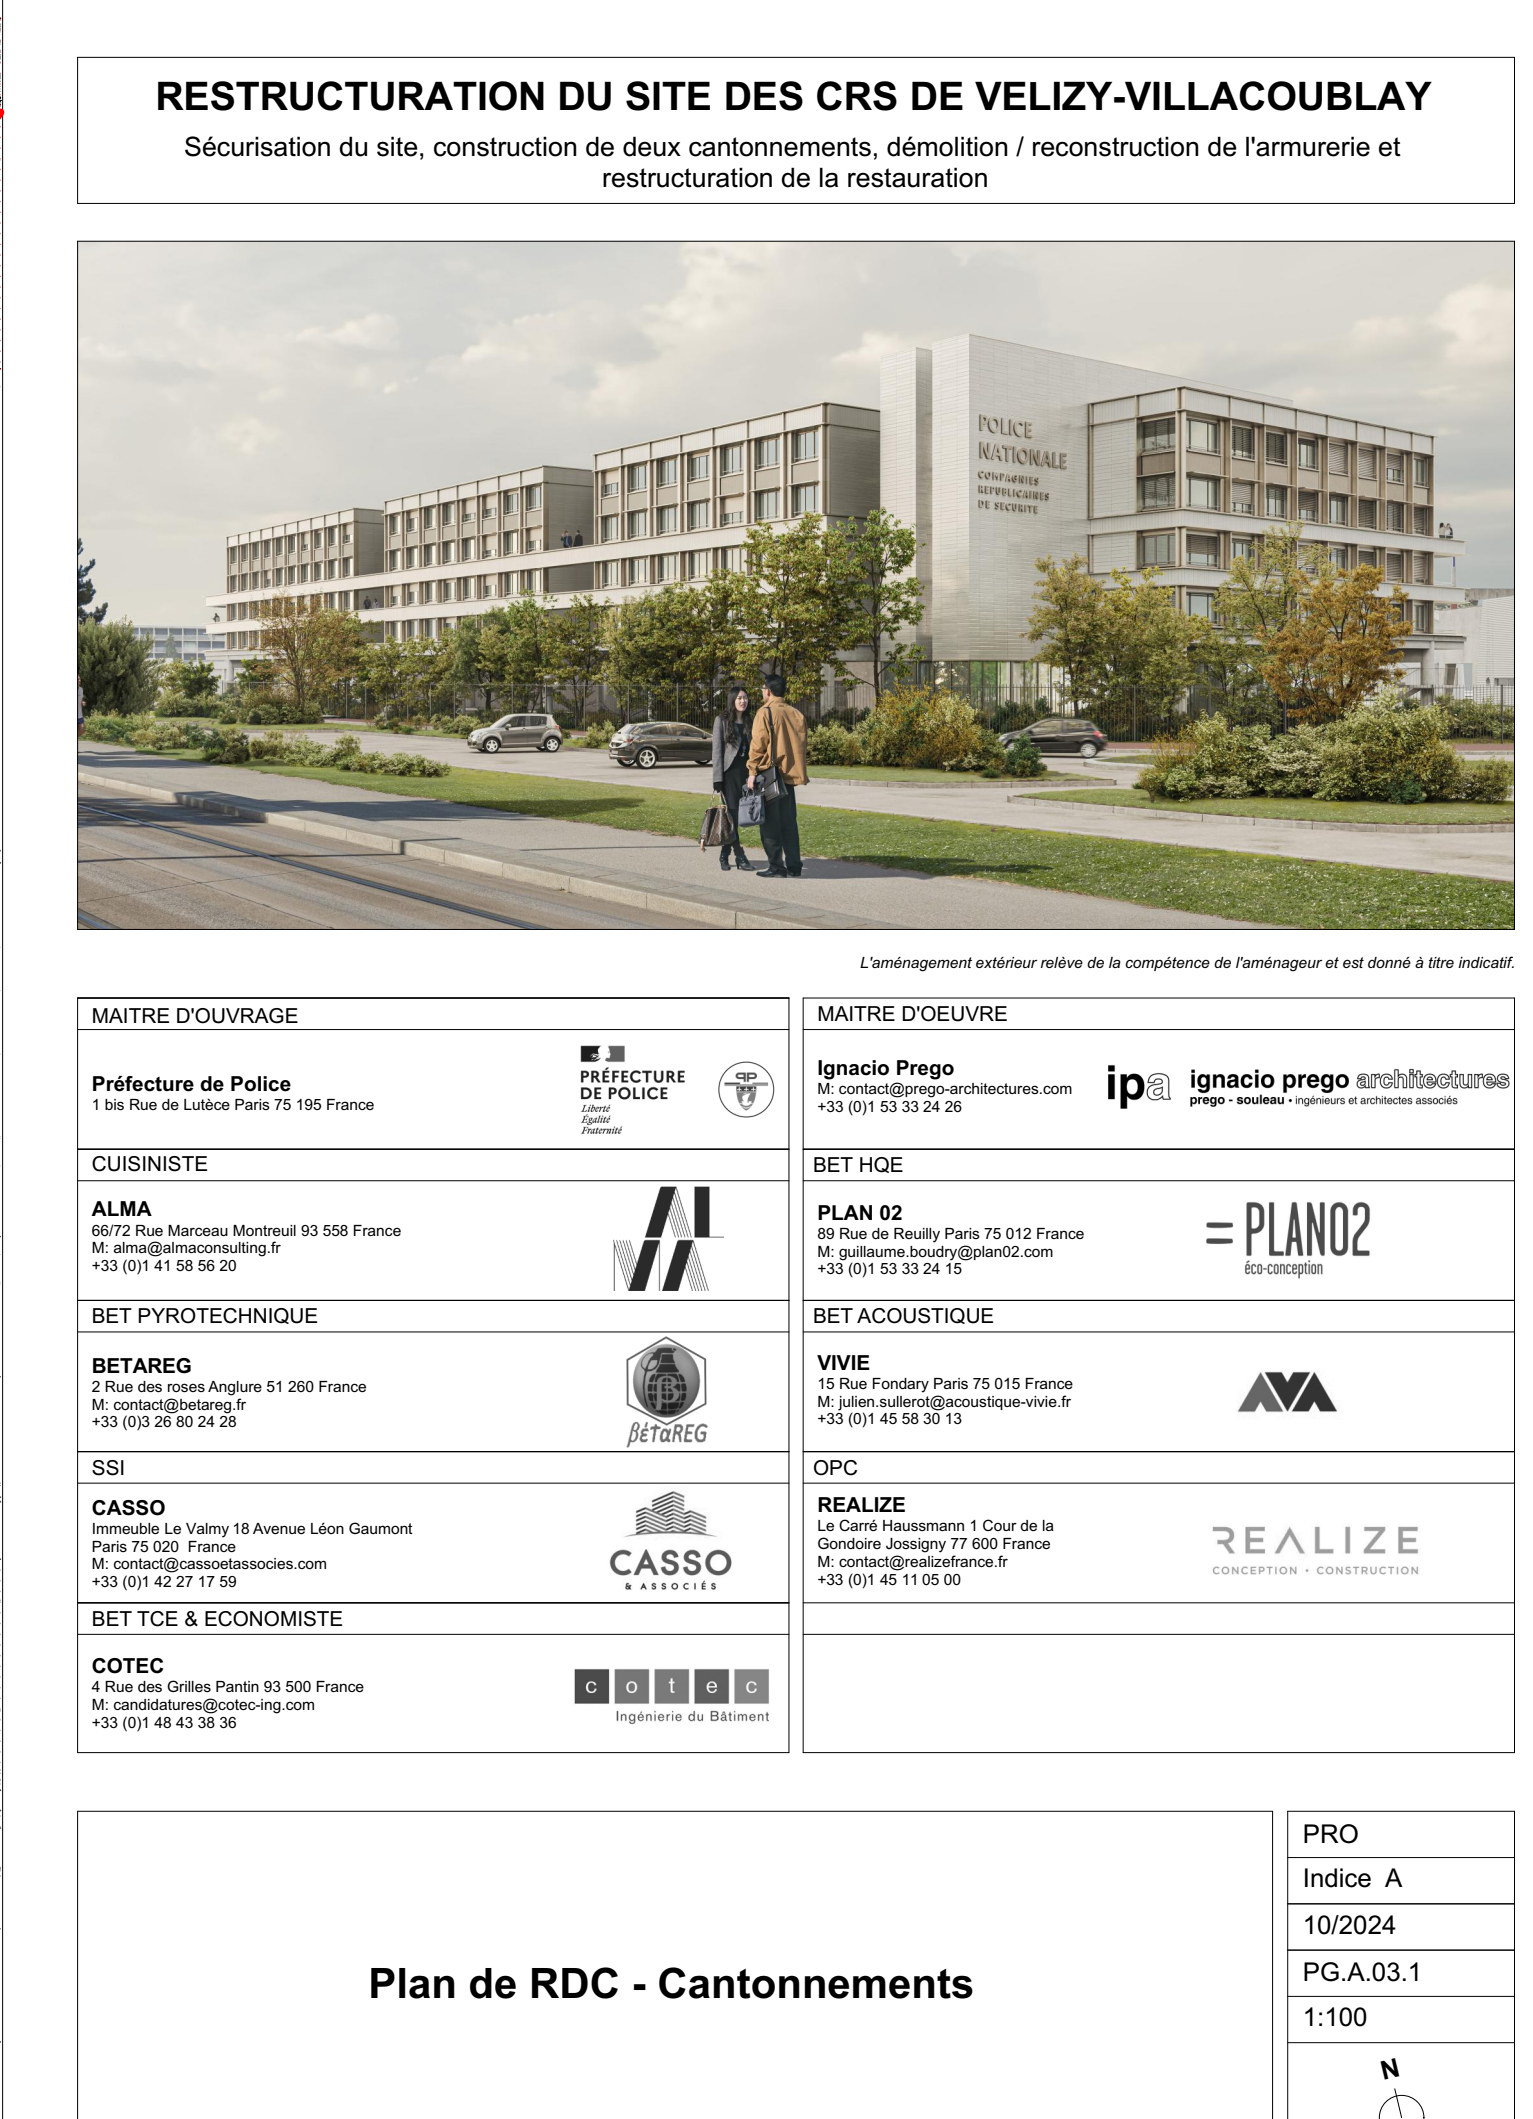 RESTRUCTURATION DU SITE DES CRS DE VELIZY-VILLACOUBLAY
Sécurisation du site, construction de deux cantonnements, démolition / reconstruction de l'armurerie et
restructuration de la restauration
POLICE
NATIONALE
COMPAGNIES
REPUBLICAINES
DE SECURITE
L'aménagement extérieur relève de la compétence de l'aménageur et est donné à titre indicatif.
MAITRE D'OUVRAGE
Préfecture de Police
1 bis Rue de Lutèce Paris 75 195 France
PRÉFECTURE
DE POLICE
Liberté
Égalité
Fraternité
PP
MAITRE D'OEUVRE
Ignacio Prego
M: contact@prego-architectures.com
+33 (0)1 53 33 24 26
ipa
ignacio prego architectures
prego - souleau • ingénieurs et architectes associés
CUISINISTE
ALMA
66/72 Rue Marceau Montreuil 93 558 France
M: alma@almaconsulting.fr
+33 (0)1 41 58 56 20
ALMA
BET HQE
PLAN 02
89 Rue de Reuilly Paris 75 012 France
M: guillaume.boudry@plan02.com
+33 (0)1 53 33 24 15
= PLAN02
éco-conception
BET PYROTECHNIQUE
BETAREG
2 Rue des roses Anglure 51 260 France
M: contact@betareg.fr
+33 (0)3 26 80 24 28
β
βétαREG
BET ACOUSTIQUE
VIVIE
15 Rue Fondary Paris 75 015 France
M: julien.sullerot@acoustique-vivie.fr
+33 (0)1 45 58 30 13
SSI
CASSO
Immeuble Le Valmy 18 Avenue Léon Gaumont
Paris 75 020  France
M: contact@cassoetassocies.com
+33 (0)1 42 27 17 59
CASSO
& ASSOCIÉS
OPC
REALIZE
Le Carré Haussmann 1 Cour de la
Gondoire Jossigny 77 600 France
M: contact@realizefrance.fr
+33 (0)1 45 11 05 00
REALIZE
CONCEPTION • CONSTRUCTION
BET TCE & ECONOMISTE
COTEC
4 Rue des Grilles Pantin 93 500 France
M: candidatures@cotec-ing.com
+33 (0)1 48 43 38 36
cotec
Ingénierie du Bâtiment
Plan de RDC - Cantonnements
PRO
Indice  A
10/2024
PG.A.03.1
1:100
N